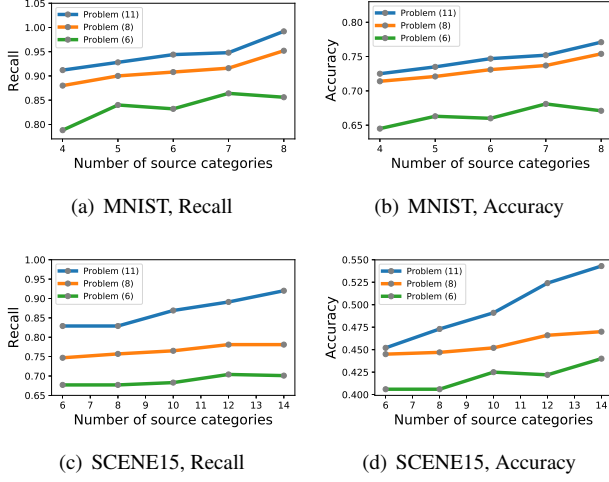 Problem (11)
Problem (8)
Problem (6)
1.05
1.00
0.95
0.90
0.85
0.80
Recall
4 5 6 7 8
Number of source categories
(a) MNIST, Recall
Problem (11)
Problem (8)
Problem (6)
0.80
0.75
0.70
0.65
Accuracy
4 5 6 7 8
Number of source categories
(b) MNIST, Accuracy
Problem (11)
Problem (8)
Problem (6)
1.00
0.95
0.90
0.85
0.80
0.75
0.70
0.65
Recall
6 7 8 9 10 11 12 13 14
Number of source categories
(c) SCENE15, Recall
Problem (11)
Problem (8)
Problem (6)
0.550
0.525
0.500
0.475
0.450
0.425
0.400
Accuracy
6 7 8 9 10 11 12 13 14
Number of source categories
(d) SCENE15, Accuracy